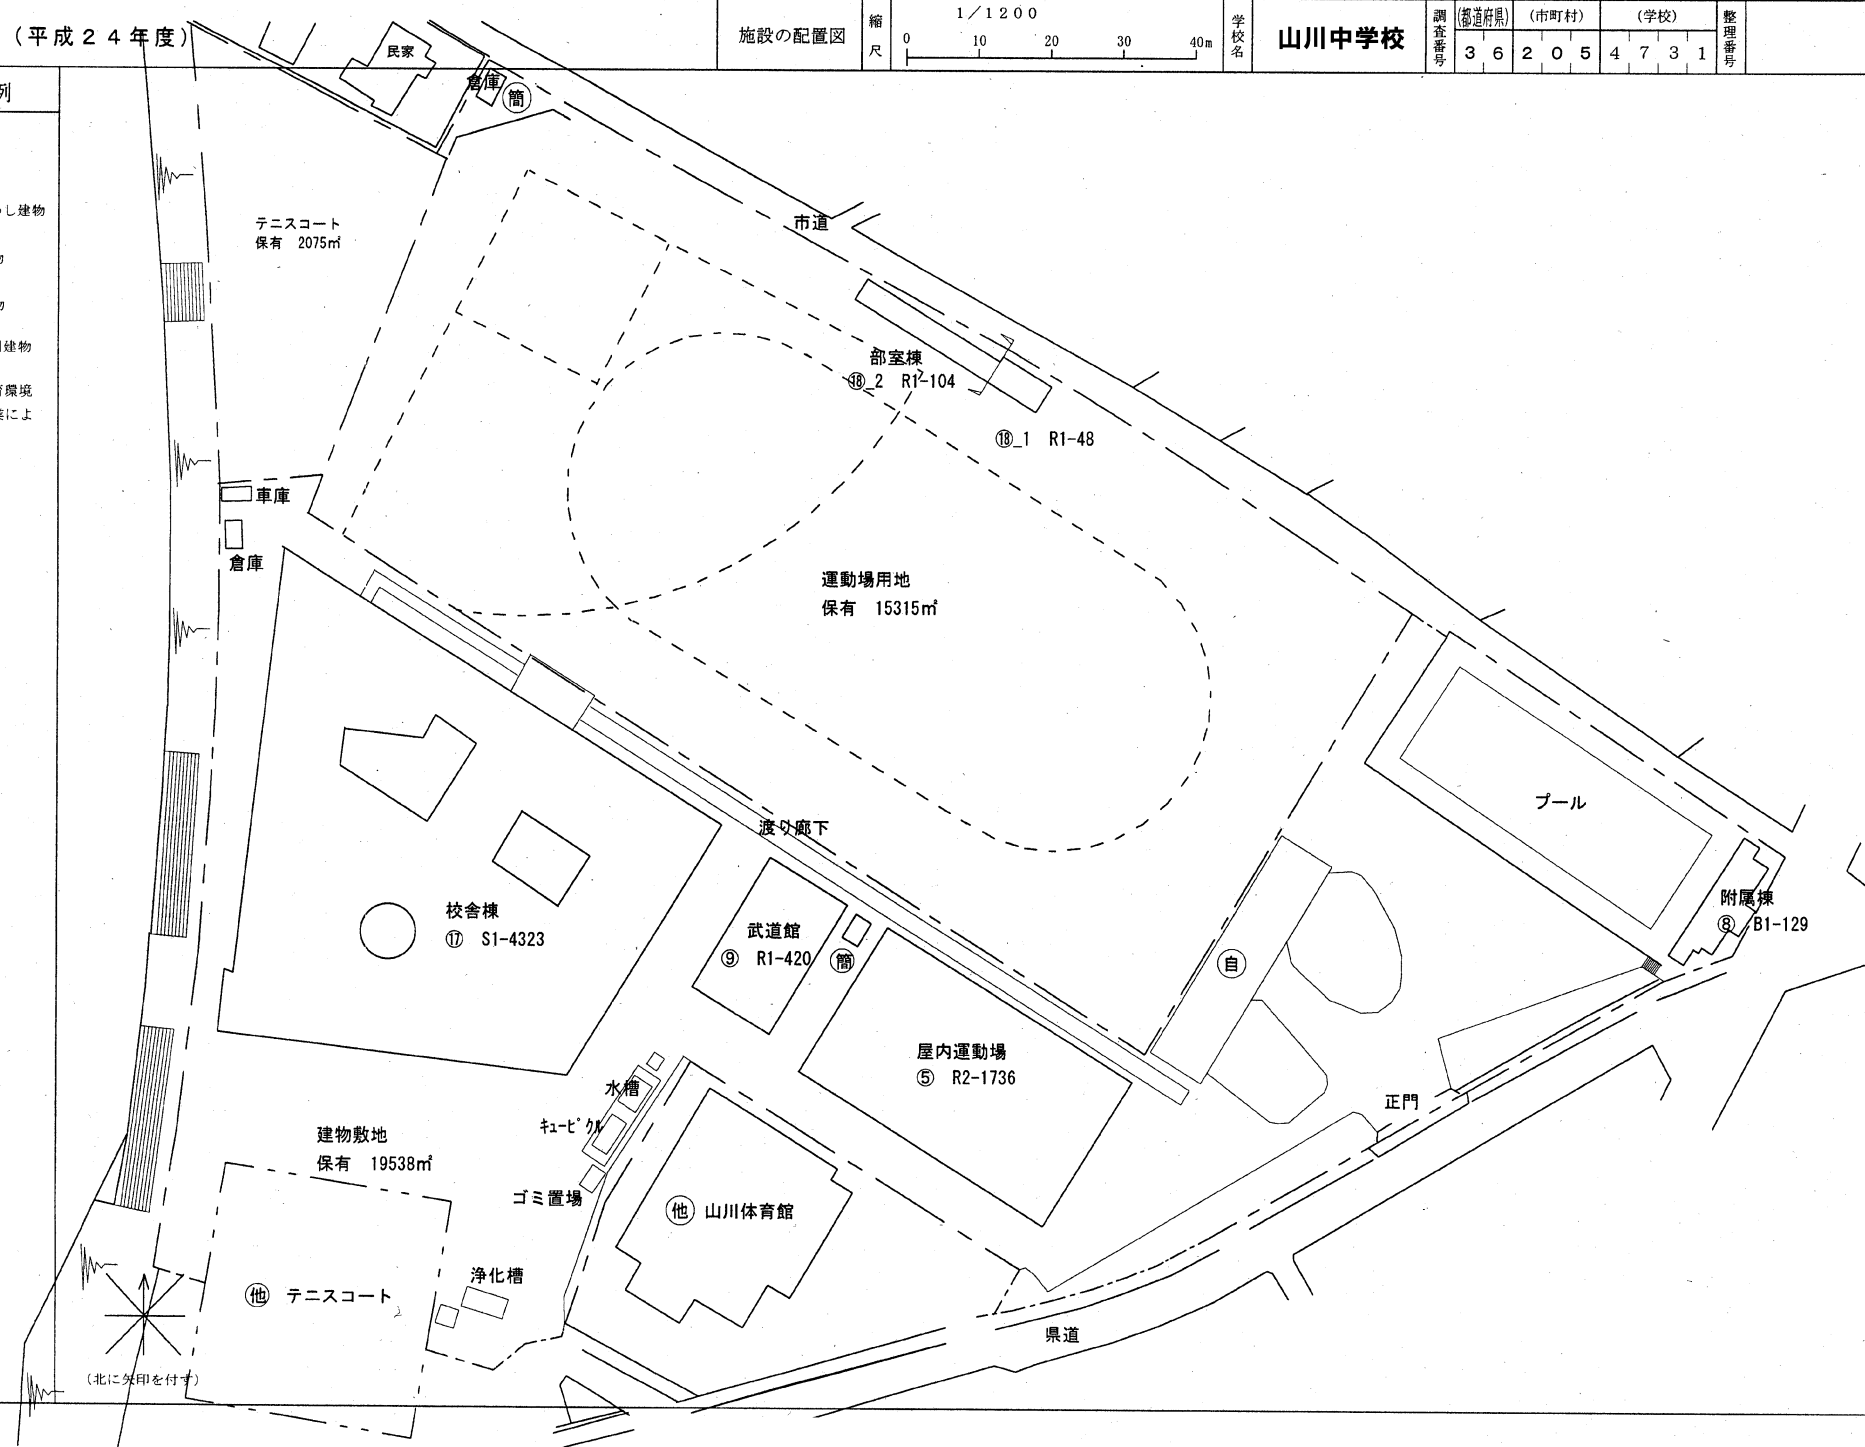 (平成２４年度)
施設の配置図
縮尺
1/1200
0 10 20 30 40m
学校名
山川中学校
調査番号
(都道府県) (市町村) (学校)
3 6 2 0 5 4 7 3 1
整理番号
例
し建物
物
建物
環境
によ
民家
倉庫
簡
テニスコート
保有 2075㎡
市道
部室棟
⑱_2 R1-104
⑱_1 R1-48
車庫
倉庫
運動場用地
保有 15315㎡
プール
渡り廊下
附属棟
⑧ B1-129
校舎棟
⑰ S1-4323
武道館
⑨ R1-420
簡
自
屋内運動場
⑤ R2-1736
水槽
正門
キュービクル
建物敷地
保有 19538㎡
ゴミ置場
他 山川体育館
浄化槽
他 テニスコート
県道
(北に矢印を付す)